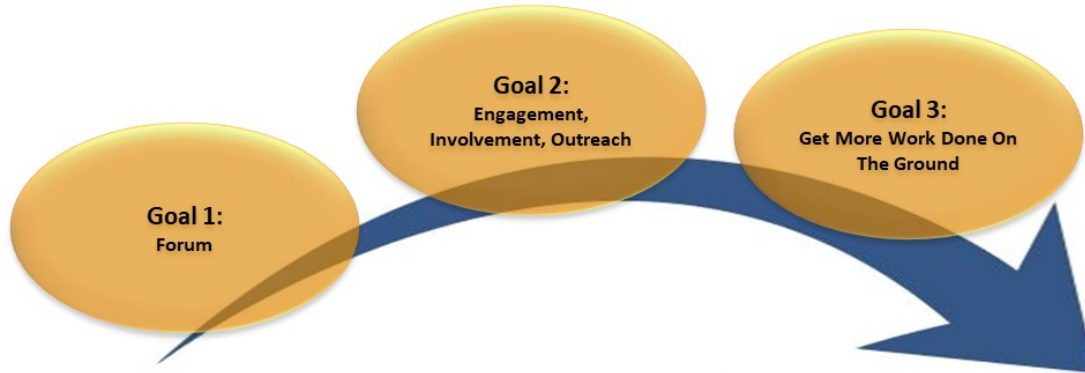 Goal 1:
Forum
Goal 2:
Engagement,
Involvement, Outreach
Goal 3:
Get More Work Done On
The Ground